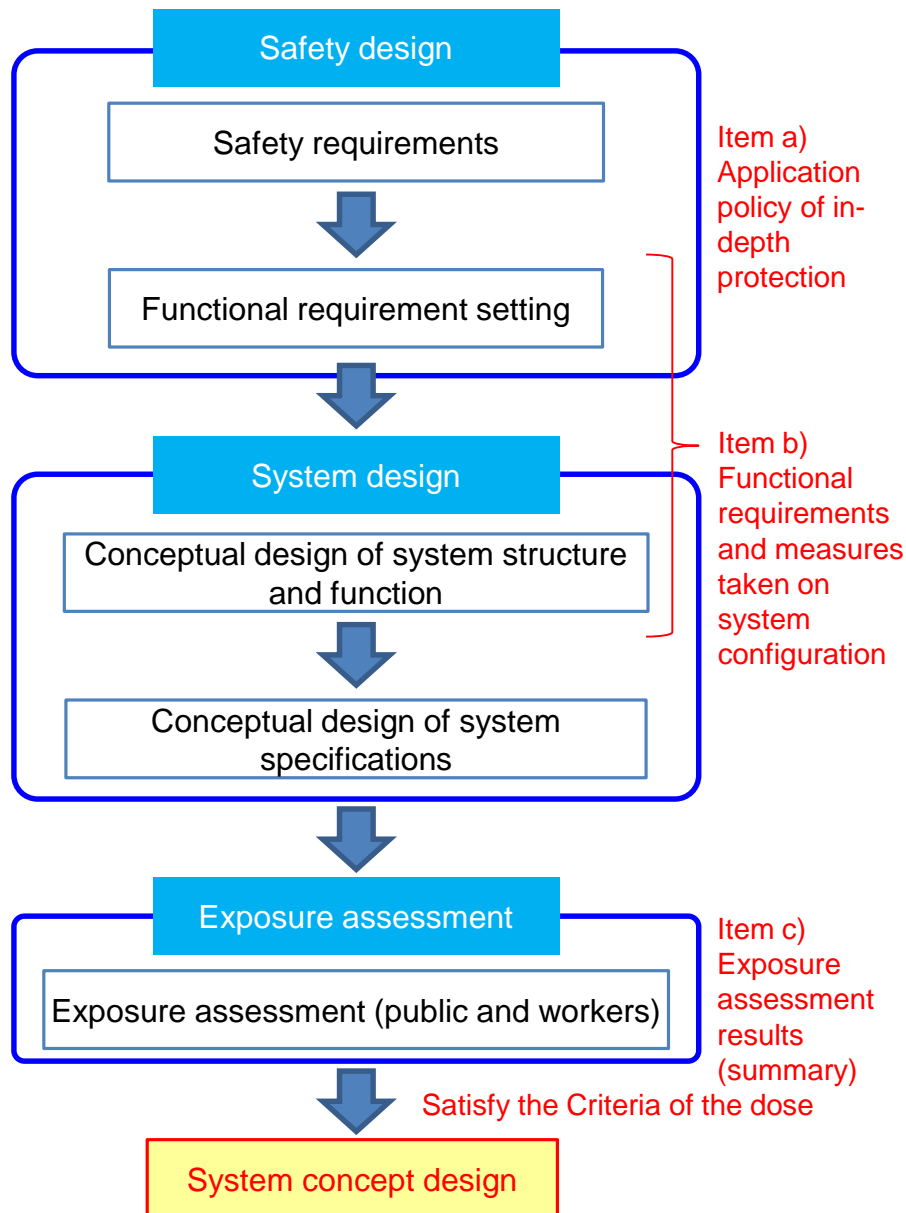 Safety design
Safety requirements
Functional requirement setting
Item a)
Application
policy of in-
depth
protection
System design
Conceptual design of system structure
and function
Conceptual design of system
specifications
Item b)
Functional
requirements
and measures
taken on
system
configuration
Exposure assessment
Exposure assessment (public and workers)
Item c)
Exposure
assessment
results
(summary)
Satisfy the Criteria of the dose
System concept design